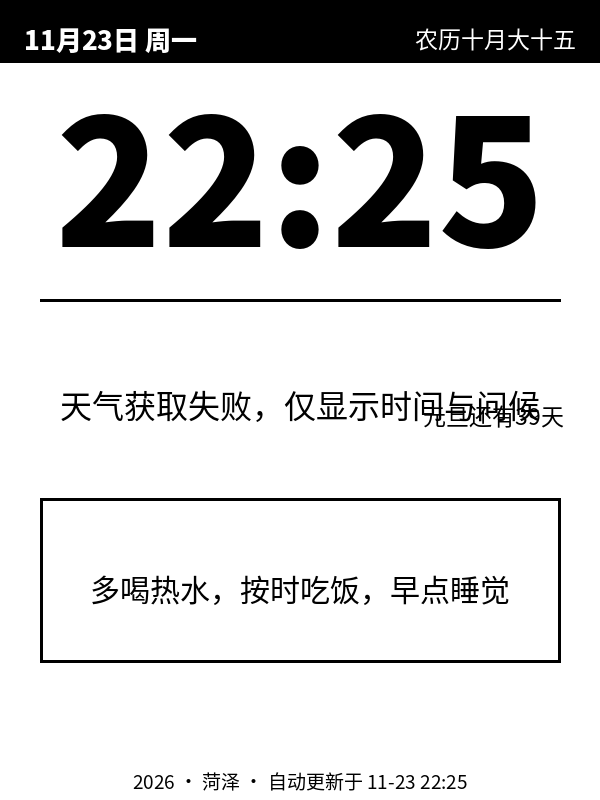 11月23日 周一
农历十月大十五
22:25
天气获取失败，仅显示时间与问候
元旦还有39天
多喝热水，按时吃饭，早点睡觉
2026 · 菏泽 · 自动更新于 11-23 22:25